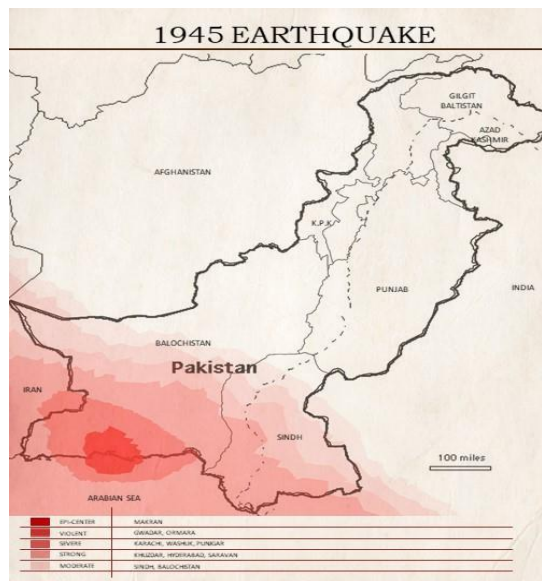 1945 EARTHQUAKE
GILGIT
BALTISTAN
AZAD
KASHMIR
AFGHANISTAN
K.P.K
PUNJAB
INDIA
BALOCHISTAN
Pakistan
IRAN
SINDH
100 miles
ARABIAN SEA
EPI-CENTER MAKRAN
VIOLENT GWADAR, ORMARA
SEVERE KARACHI, WASHUK, PUNJGAR
STRONG KHUZDAR, HYDERABAD, SARAVAN
MODERATE SINDH, BALOCHISTAN